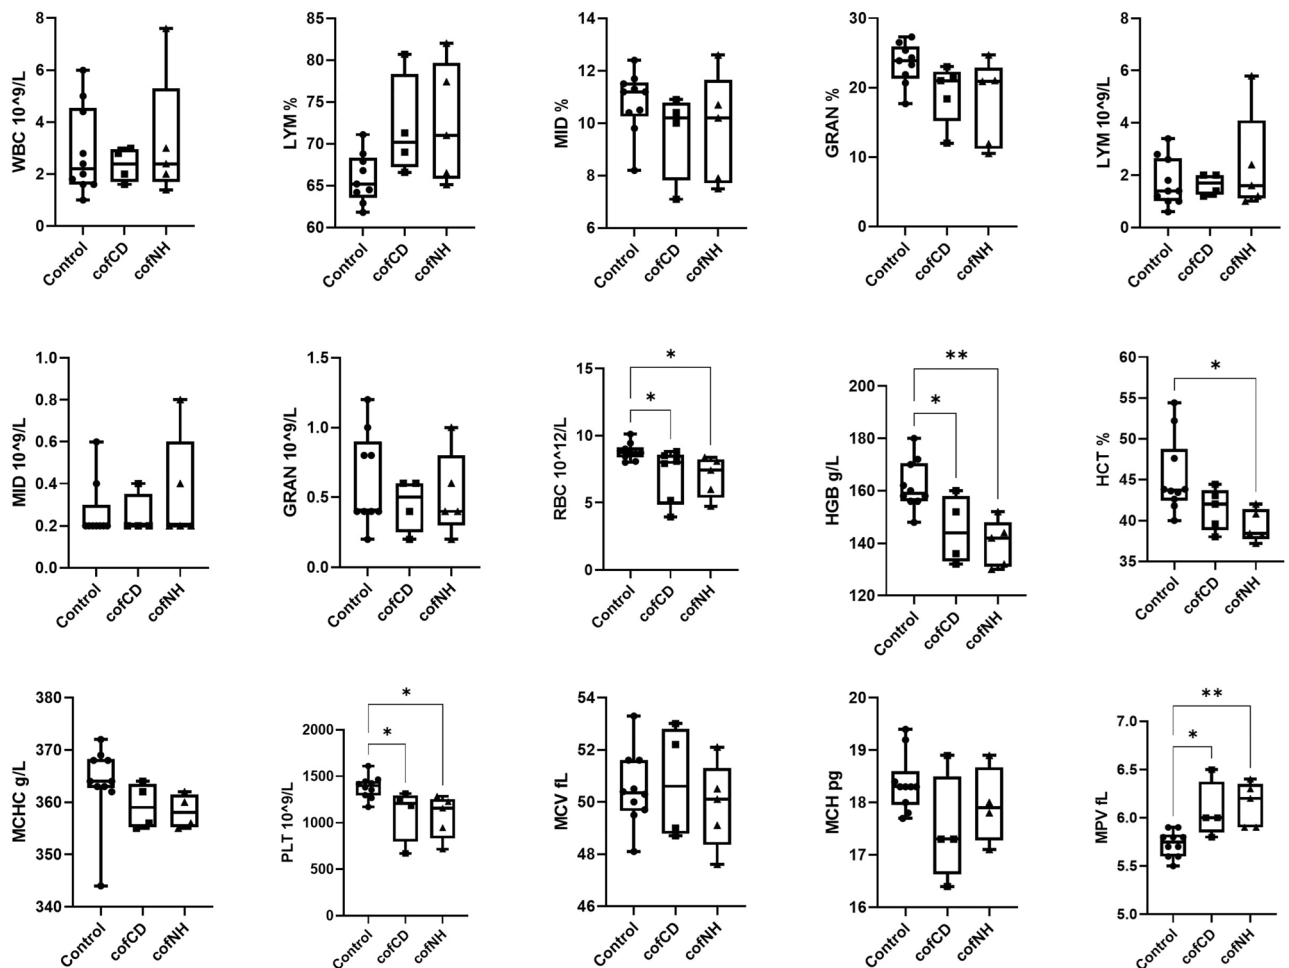 WBC 10^9/L
8
6
4
2
0
Control
cofCD
cofNH
LYM %
85
80
75
70
65
60
Control
cofCD
cofNH
MID %
14
12
10
8
6
Control
cofCD
cofNH
GRAN %
30
20
10
0
Control
cofCD
cofNH
LYM 10^9/L
8
6
4
2
0
Control
cofCD
cofNH
MID 10^9/L
1.0
0.8
0.6
0.4
0.2
0.0
Control
cofCD
cofNH
GRAN 10^9/L
1.5
1.0
0.5
0.0
Control
cofCD
cofNH
RBC 10^12/L
15
10
5
0
*
*
Control
cofCD
cofNH
HGB g/L
200
180
160
140
120
**
*
Control
cofCD
cofNH
HCT %
60
55
50
45
40
35
*
Control
cofCD
cofNH
MCHC g/L
380
370
360
350
340
Control
cofCD
cofNH
PLT 10^9/L
2000
1500
1000
500
0
*
*
Control
cofCD
cofNH
MCV fL
54
52
50
48
46
Control
cofCD
cofNH
MCH pg
20
19
18
17
16
Control
cofCD
cofNH
MPV fL
7.0
6.5
6.0
5.5
5.0
**
*
Control
cofCD
cofNH